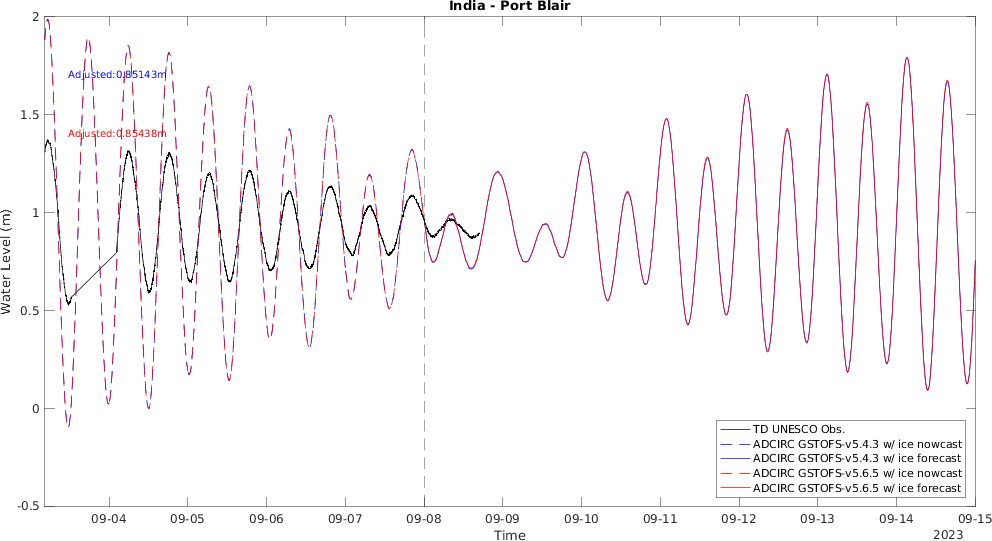 India - Port Blair
2
1.5
1
0.5
0
-0.5
Water Level (m)
Adjusted:0.85143m
Adjusted:0.85438m
TD UNESCO Obs.
ADCIRC GSTOFS-v5.4.3 w/ ice nowcast
ADCIRC GSTOFS-v5.4.3 w/ ice forecast
ADCIRC GSTOFS-v5.6.5 w/ ice nowcast
ADCIRC GSTOFS-v5.6.5 w/ ice forecast
09-04 09-05 09-06 09-07 09-08 09-09 09-10 09-11 09-12 09-13 09-14 09-15
Time
2023